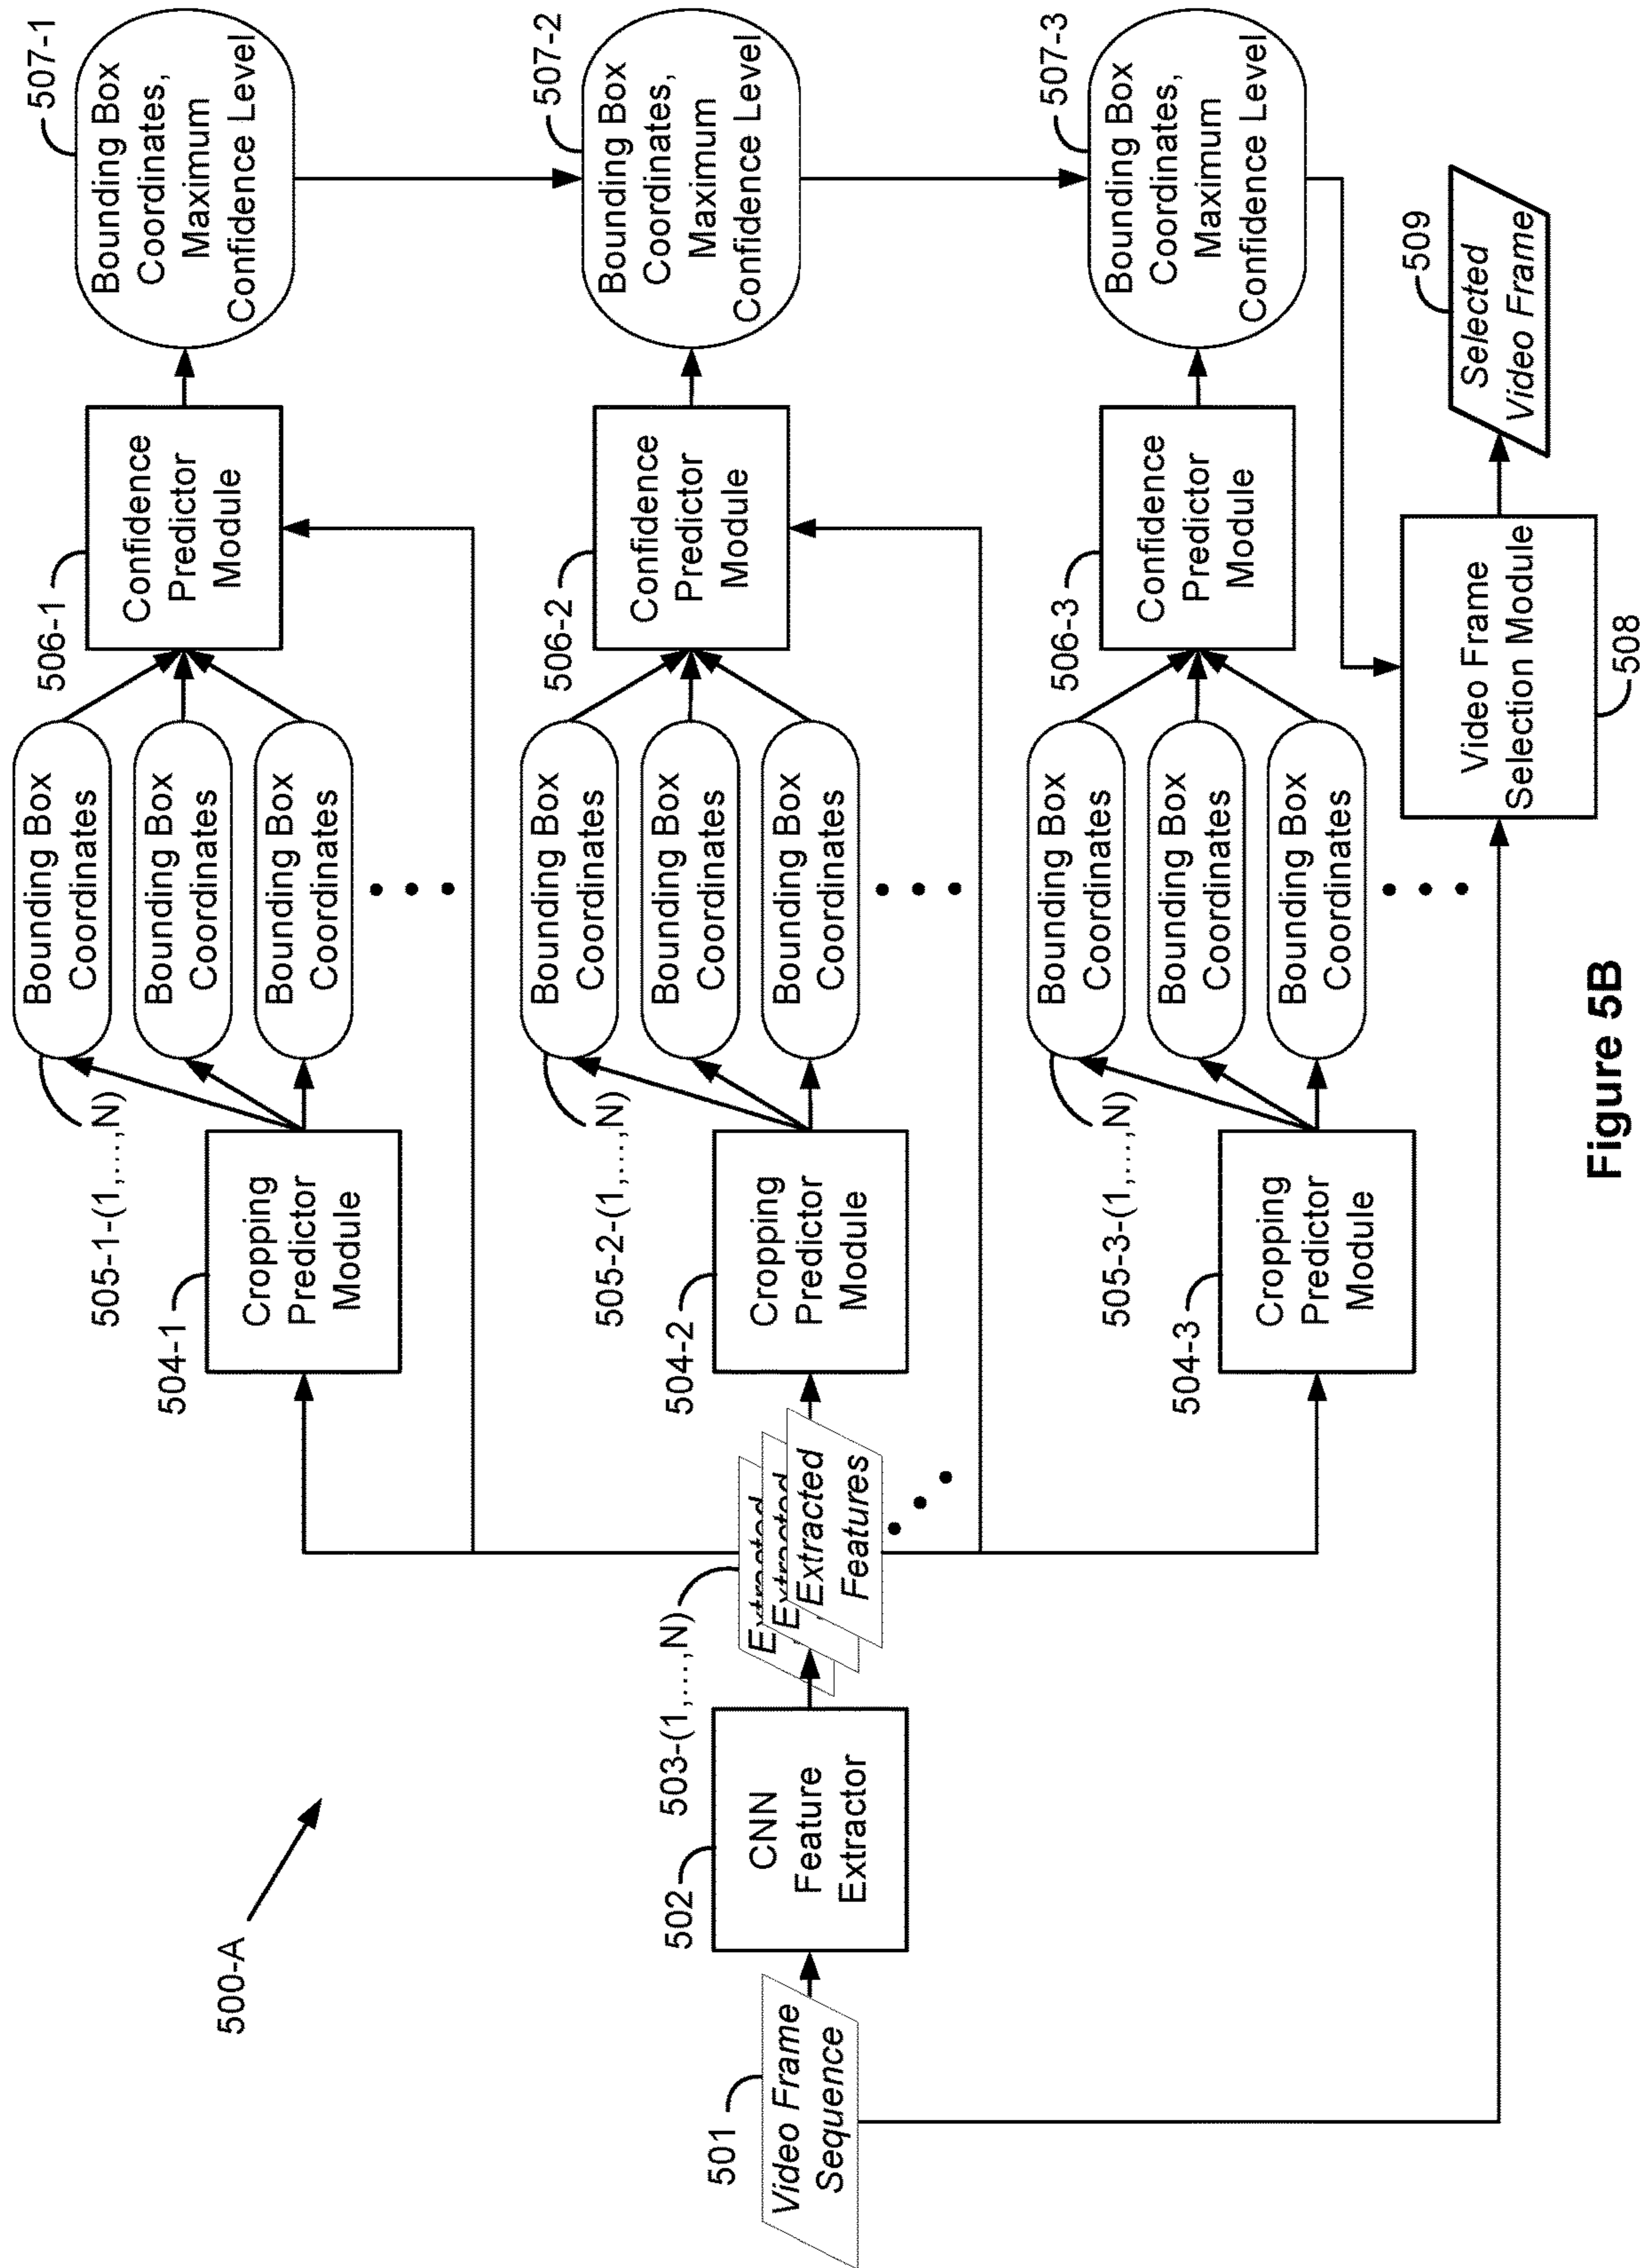 500-A
501
Video Frame
Sequence
502
CNN
Feature
Extractor
503-(1,...,N)
Extracted
Extracted
Extracted
Features
504-1
Cropping
Predictor
Module
505-1-(1,...,N)
Bounding Box
Coordinates
Bounding Box
Coordinates
Bounding Box
Coordinates
506-1
Confidence
Predictor
Module
507-1
Bounding Box
Coordinates,
Maximum
Confidence Level
504-2
Cropping
Predictor
Module
505-2-(1,...,N)
Bounding Box
Coordinates
Bounding Box
Coordinates
Bounding Box
Coordinates
506-2
Confidence
Predictor
Module
507-2
Bounding Box
Coordinates,
Maximum
Confidence Level
504-3
Cropping
Predictor
Module
505-3-(1,...,N)
Bounding Box
Coordinates
Bounding Box
Coordinates
Bounding Box
Coordinates
506-3
Confidence
Predictor
Module
507-3
Bounding Box
Coordinates,
Maximum
Confidence Level
Video Frame
Selection Module
508
509
Selected
Video Frame
Figure 5B